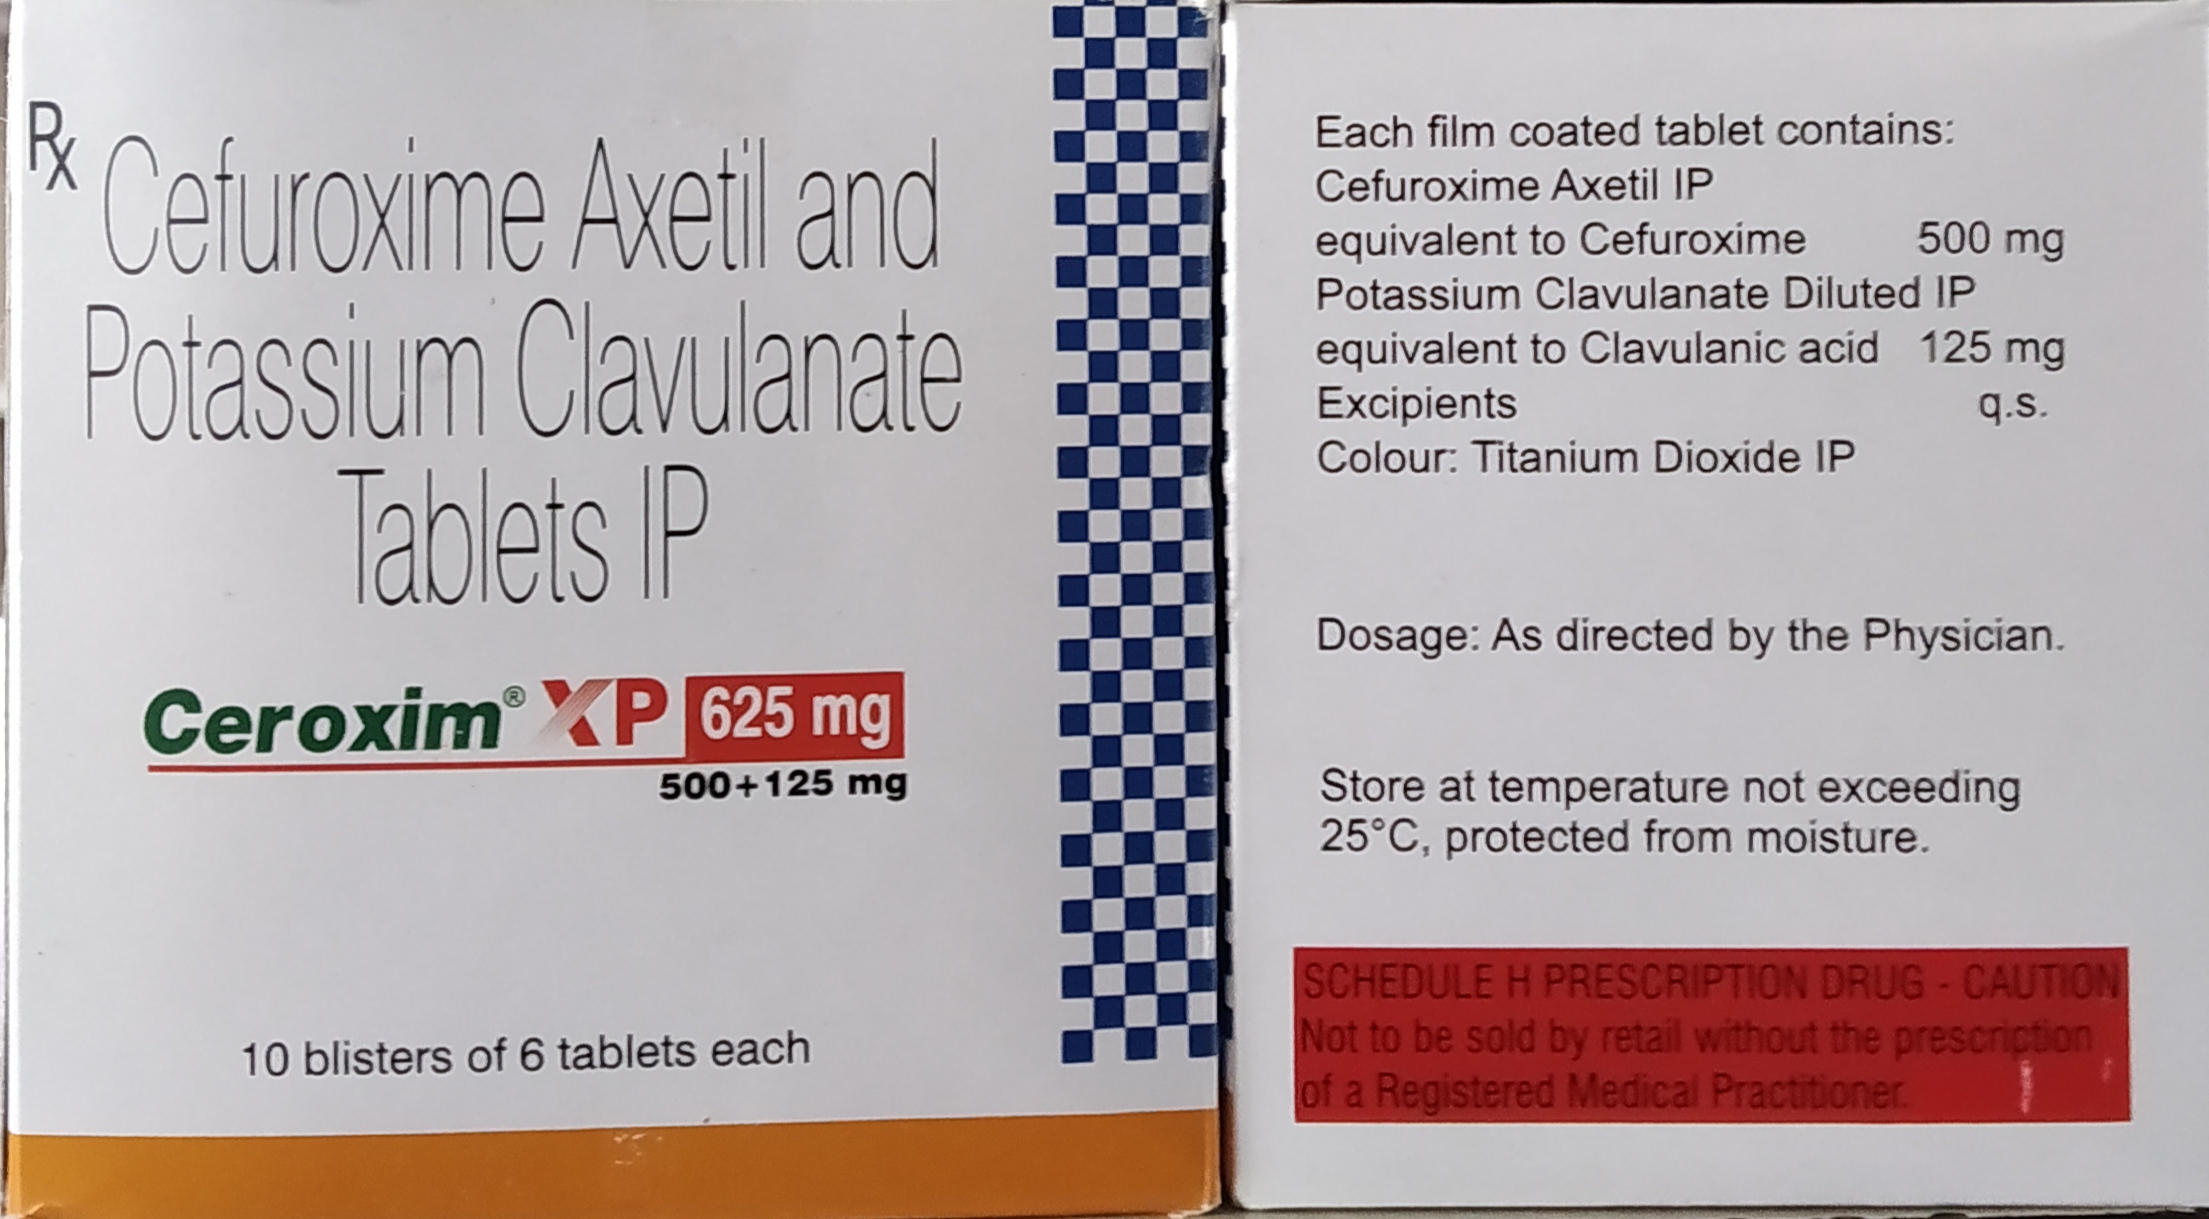 Rx Cefuroxime Axetil and
Potassium Clavulanate
Tablets IP
Ceroxim® XP 625 mg
500+125 mg
10 blisters of 6 tablets each
Each film coated tablet contains:
Cefuroxime Axetil IP
equivalent to Cefuroxime 500 mg
Potassium Clavulanate Diluted IP
equivalent to Clavulanic acid 125 mg
Excipients q.s.
Colour: Titanium Dioxide IP
Dosage: As directed by the Physician.
Store at temperature not exceeding
25°C, protected from moisture.
SCHEDULE H PRESCRIPTION DRUG - CAUTION
Not to be sold by retail without the prescription
of a Registered Medical Practitioner.